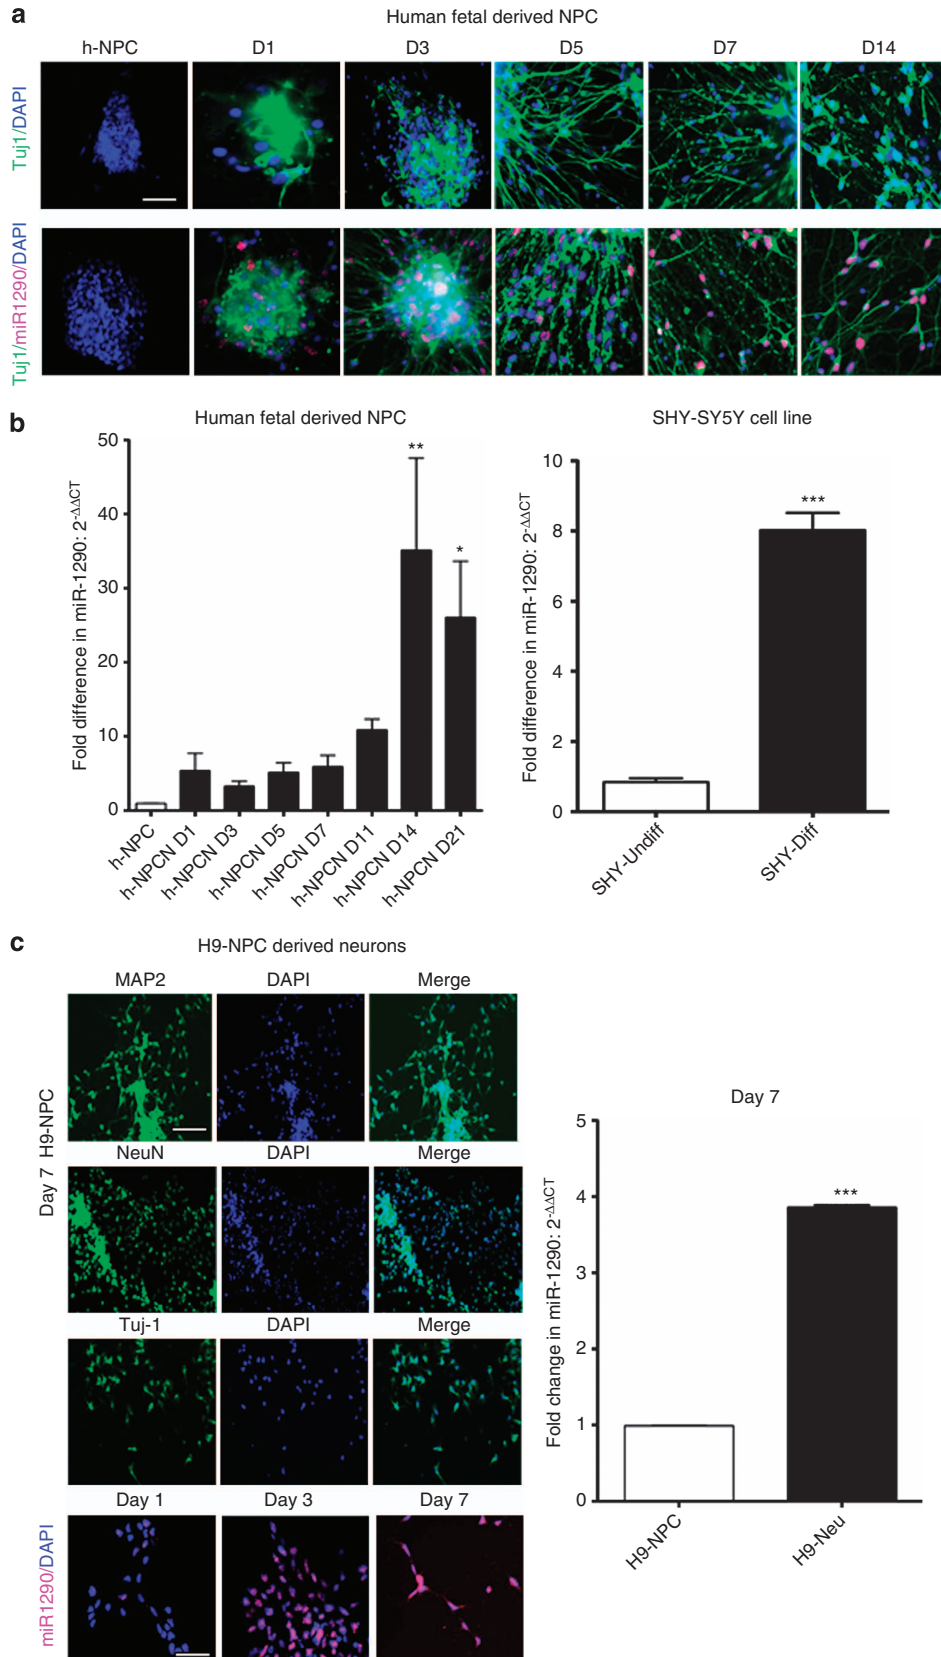 a
Human fetal derived NPC
h-NPC D1 D3 D5 D7 D14
Tuj1/DAPI
Tuj1/miR1290/DAPI
b
Human fetal derived NPC
Fold difference in miR-1290: 2-ΔΔCT
50
40
30
20
10
0
**
*
h-NPC
h-NPCN D1
h-NPCN D3
h-NPCN D5
h-NPCN D7
h-NPCN D11
h-NPCN D14
h-NPCN D21
SHY-SY5Y cell line
Fold difference in miR-1290: 2-ΔΔCT
10
8
6
4
2
0
***
SHY-Undiff
SHY-Diff
c
H9-NPC derived neurons
Day 7 H9-NPC
MAP2 DAPI Merge
NeuN DAPI Merge
Tuj-1 DAPI Merge
Day 1 Day 3 Day 7
miR1290/DAPI
Day 7
Fold change in miR-1290: 2-ΔΔCT
5
4
3
2
1
0
***
H9-NPC
H9-Neu